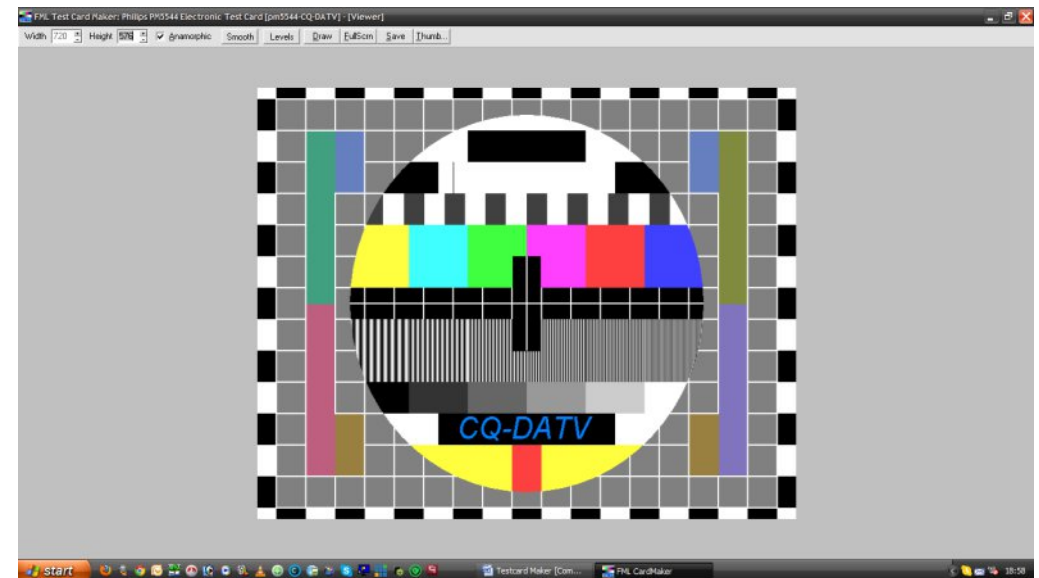 FML Test Card Maker: Philips PM5544 Electronic Test Card [pm5544-CQ-DATV] - [Viewer]
Width 720 Height 576 Anamorphic Smooth Levels Draw FullScrn Save Thumb...
CQ-DATV
start Testcard Maker [Com... FML CardMaker 18:58